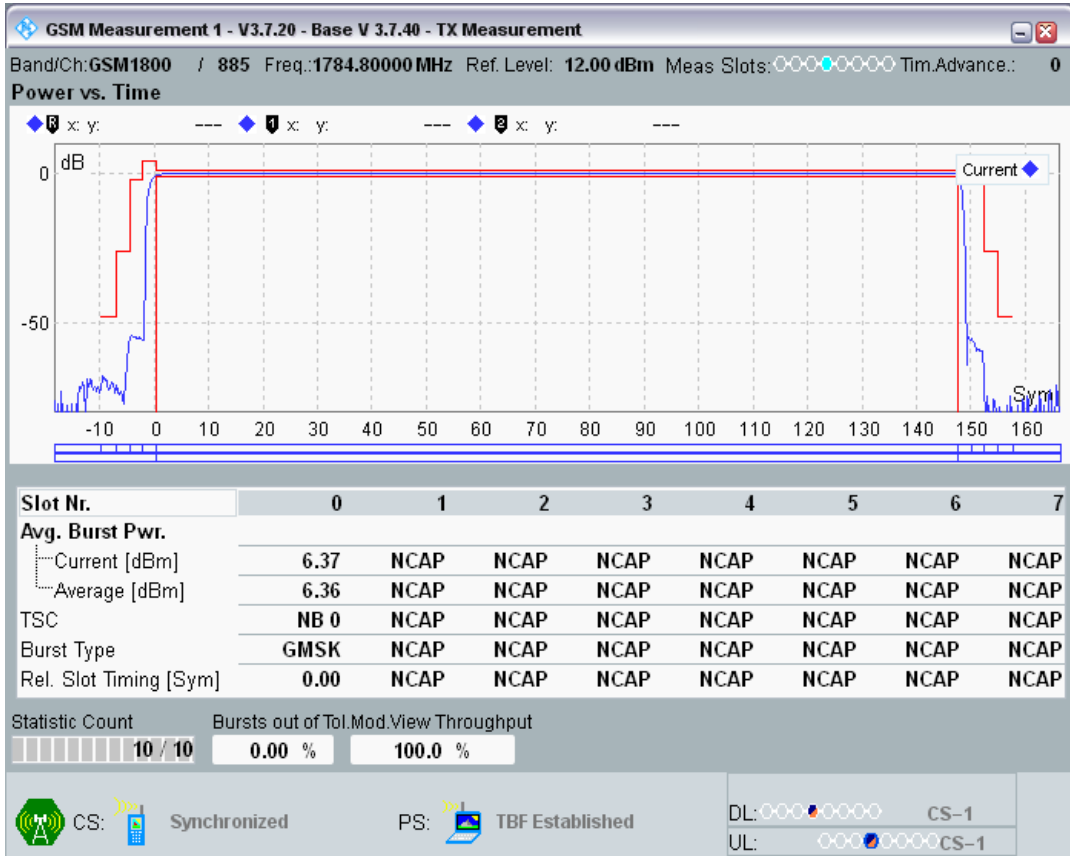 GSM Measurement 1 - V3.7.20 - Base V 3.7.40 - TX Measurement
Band/Ch:GSM1800 / 885 Freq.:1784.80000 MHz Ref. Level: 12.00 dBm Meas Slots: Tim.Advance.: 0
Power vs. Time
R x: y: --- 1 x: y: --- 2 x: y: ---
dB
Current
0
-50
Sym
-10 0 10 20 30 40 50 60 70 80 90 100 110 120 130 140 150 160
Slot Nr. 0 1 2 3 4 5 6 7
Avg. Burst Pwr.
Current [dBm] 6.37 NCAP NCAP NCAP NCAP NCAP NCAP NCAP
Average [dBm] 6.36 NCAP NCAP NCAP NCAP NCAP NCAP NCAP
TSC NB 0 NCAP NCAP NCAP NCAP NCAP NCAP NCAP
Burst Type GMSK NCAP NCAP NCAP NCAP NCAP NCAP NCAP
Rel. Slot Timing [Sym] 0.00 NCAP NCAP NCAP NCAP NCAP NCAP NCAP
Statistic Count Bursts out of Tol.Mod.View Throughput
10 / 10 0.00 % 100.0 %
CS: Synchronized PS: TBF Established
DL: CS-1
UL: CS-1